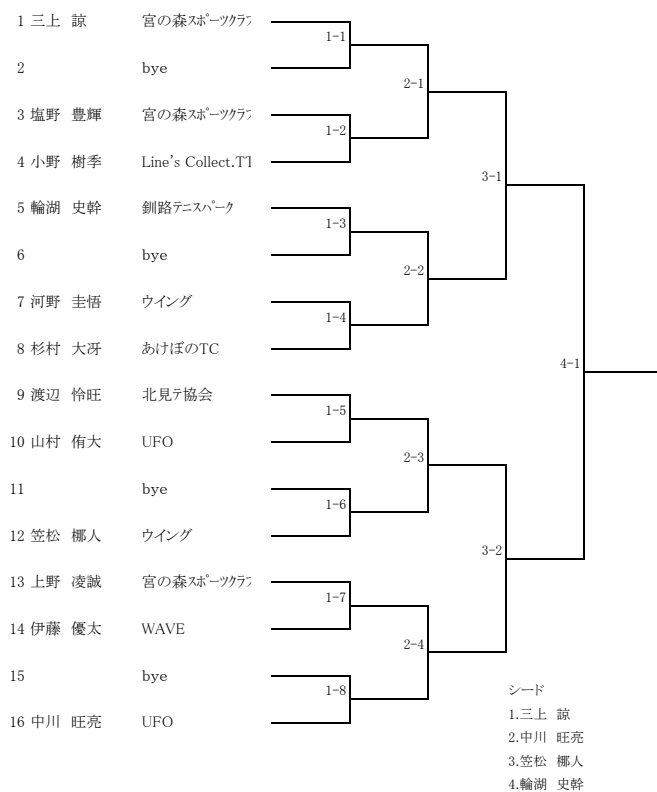 1 三上 諒 宮の森スポーツクラブ
1-1
2 bye
2-1
3 塩野 豊輝 宮の森スポーツクラブ
1-2
4 小野 樹季 Line's Collect.TT
3-1
5 輪湖 史幹 釧路テニスパーク
1-3
6 bye
2-2
7 河野 圭悟 ウイング
1-4
8 杉村 大冴 あけぼのTC
4-1
9 渡辺 怜旺 北見テ協会
1-5
10 山村 侑大 UFO
2-3
11 bye
1-6
12 笠松 梛人 ウイング
3-2
13 上野 凌誠 宮の森スポーツクラブ
1-7
14 伊藤 優太 WAVE
2-4
15 bye
1-8
16 中川 旺亮 UFO
シード
1.三上 諒
2.中川 旺亮
3.笠松 梛人
4.輪湖 史幹